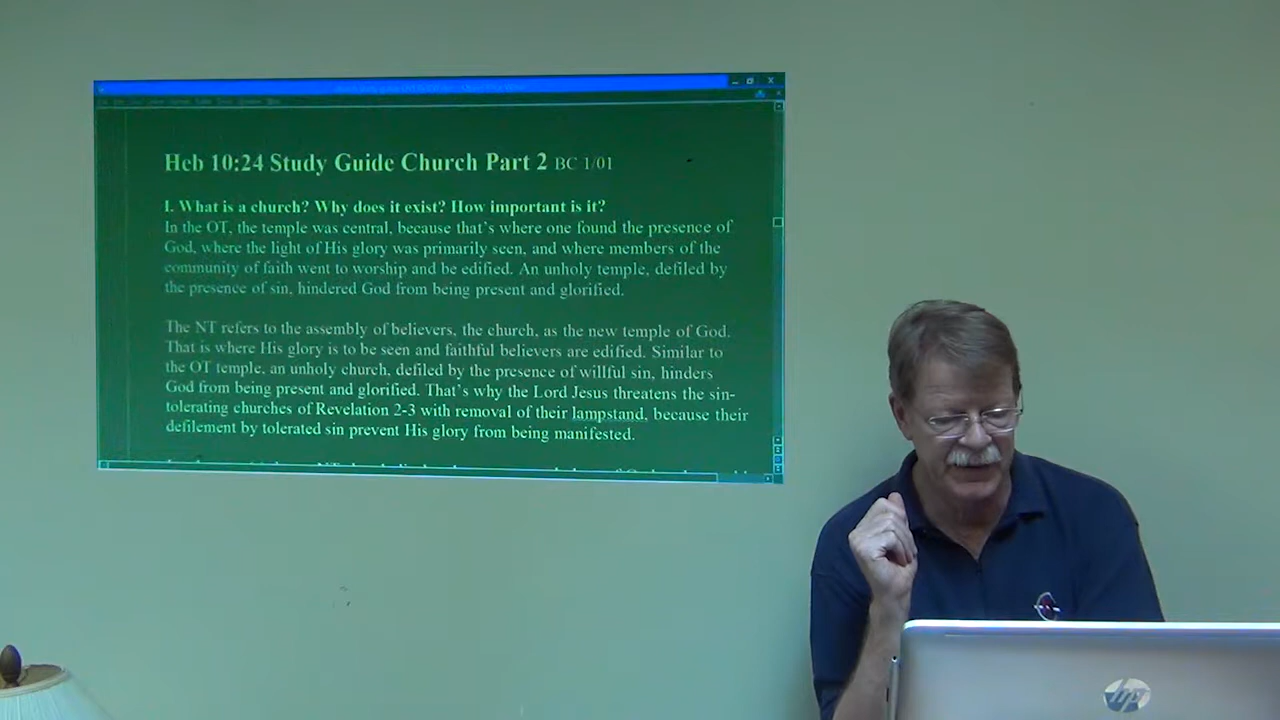 Heb 10:24 Study Guide Church Part 2 BC 1/01
I. What is a church? Why does it exist? How important is it?
In the OT, the temple was central, because that's where one found the presence of
God, where the light of His glory was primarily seen, and where members of the
community of faith went to worship and be edified. An unholy temple, defiled by
the presence of sin, hindered God from being present and glorified.
The NT refers to the assembly of believers, the church, as the new temple of God.
That is where His glory is to be seen and faithful believers are edified. Similar to
the OT temple, an unholy church, defiled by the presence of willful sin, hinders
God from being present and glorified. That's why the Lord Jesus threatens the sin-
tolerating churches of Revelation 2-3 with removal of their lampstand, because their
defilement by tolerated sin prevent His glory from being manifested.
hp